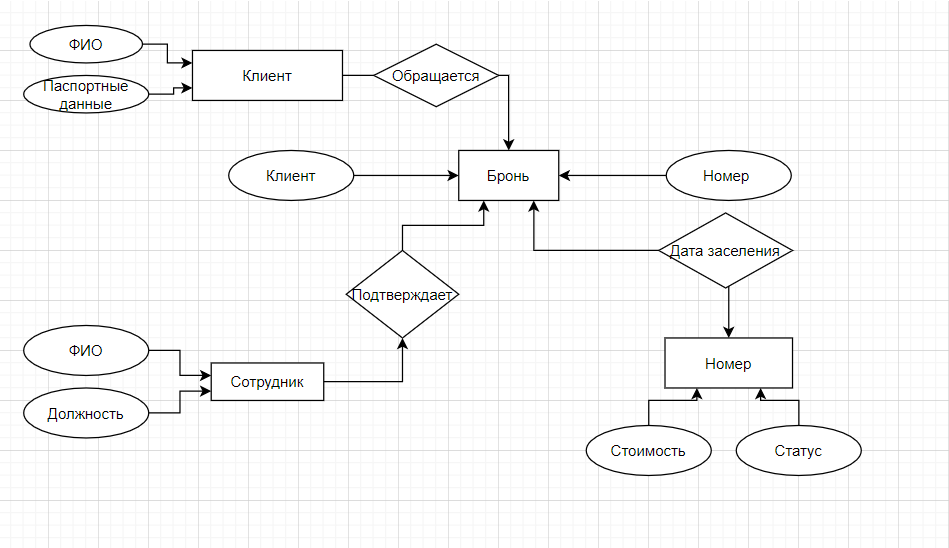 ФИО
Клиент
Обращается
Паспортные
данные
Клиент
Бронь
Номер
Дата заселения
Подтверждает
ФИО
Номер
Сотрудник
Должность
Стоимость
Статус